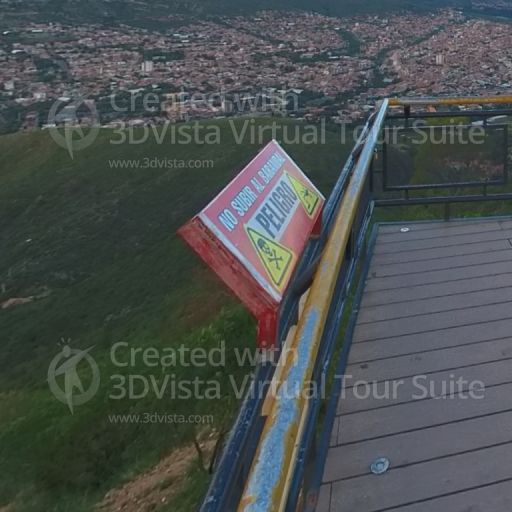 Created with
3DVista Virtual Tour Suite
www.3dvista.com
NO SUBIR AL BARANDAL
PELIGRO
Created with
3DVista Virtual Tour Suite
www.3dvista.com